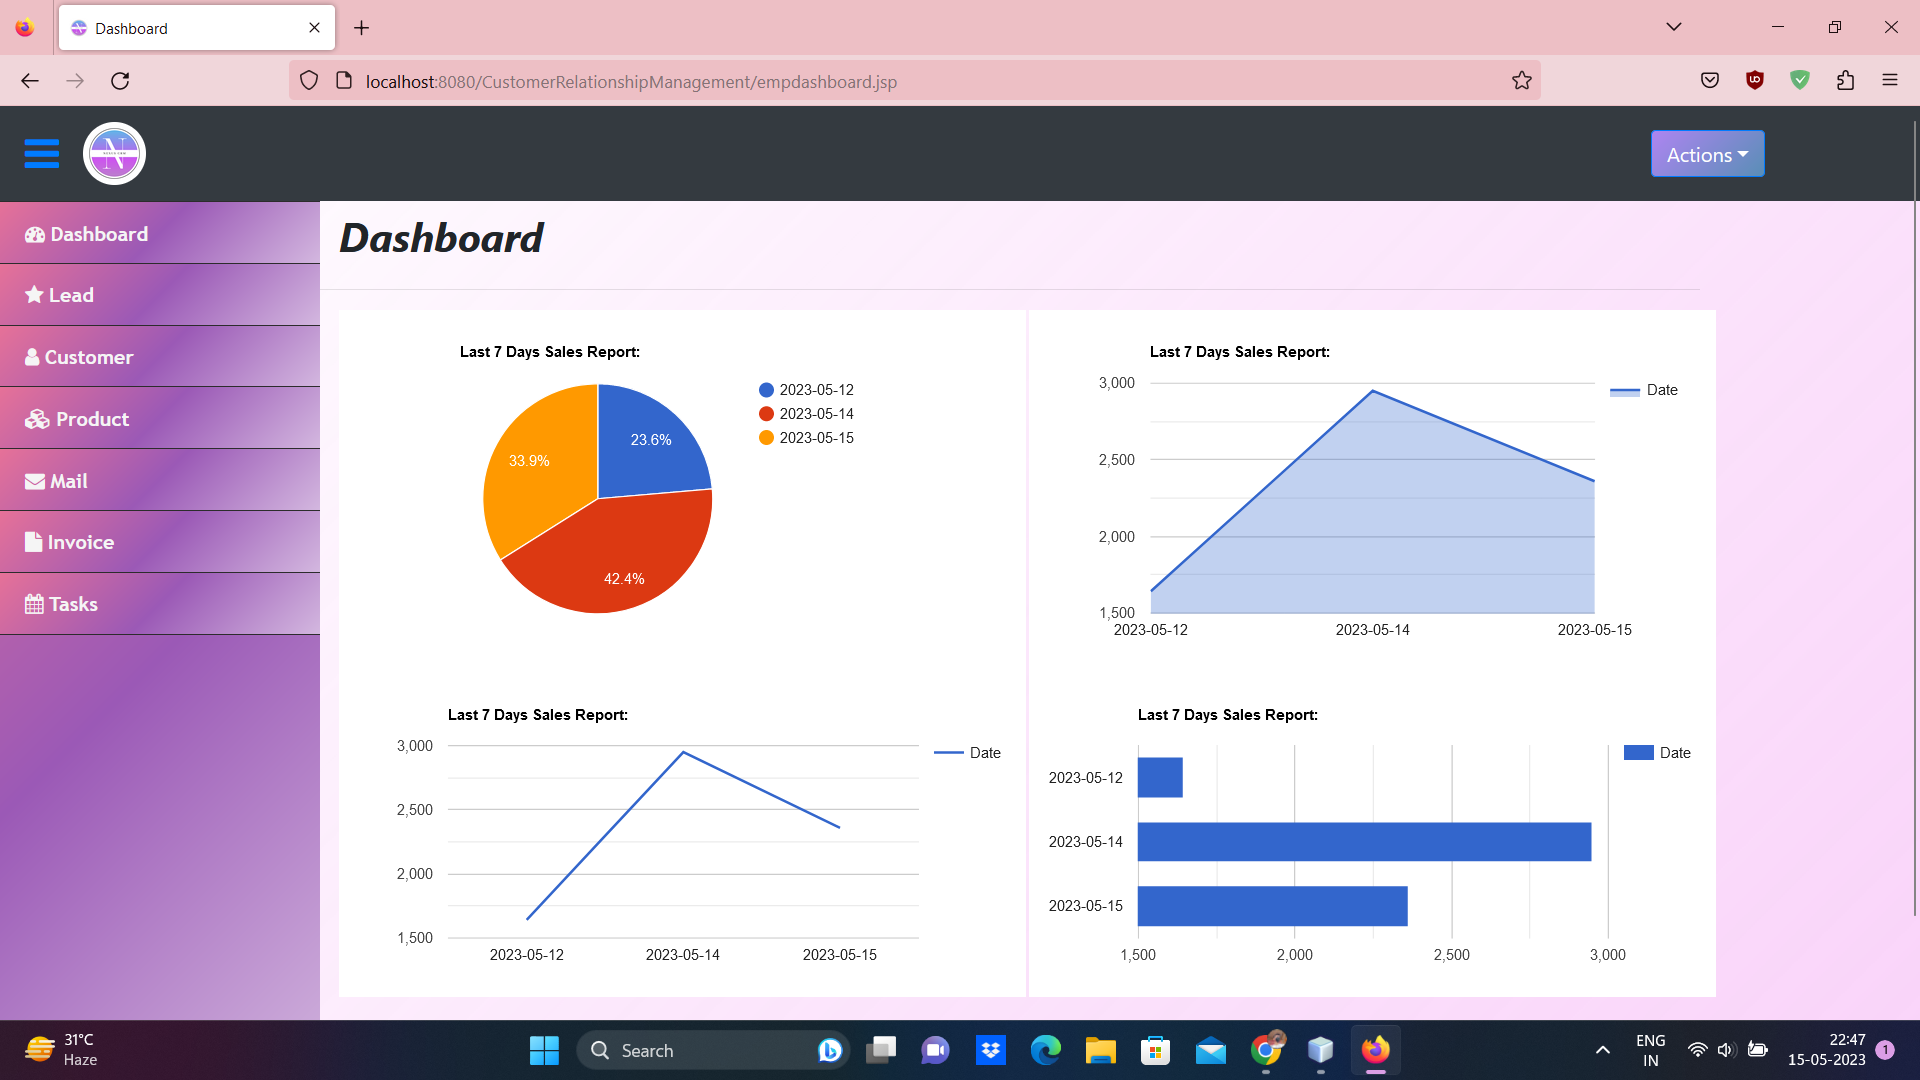 Dashboard
localhost:8080/CustomerRelationshipManagement/empdashboard.jsp
N
Actions
Dashboard
Lead
Customer
Product
Mail
Invoice
Tasks
Dashboard
Last 7 Days Sales Report:
2023-05-12
2023-05-14
2023-05-15
23.6%
33.9%
42.4%
Last 7 Days Sales Report:
3,000
2,500
2,000
1,500
2023-05-12 2023-05-14 2023-05-15
Date
Last 7 Days Sales Report:
3,000
2,500
2,000
1,500
2023-05-12 2023-05-14 2023-05-15
Date
Last 7 Days Sales Report:
2023-05-12
2023-05-14
2023-05-15
1,500 2,000 2,500 3,000
Date
31°C
Haze
Search
ENG
IN
22:47
15-05-2023
1